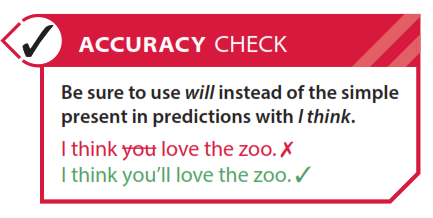 ACCURACY CHECK
Be sure to use will instead of the simple
present in predictions with I think.
I think you love the zoo. ✗
I think you'll love the zoo. ✓